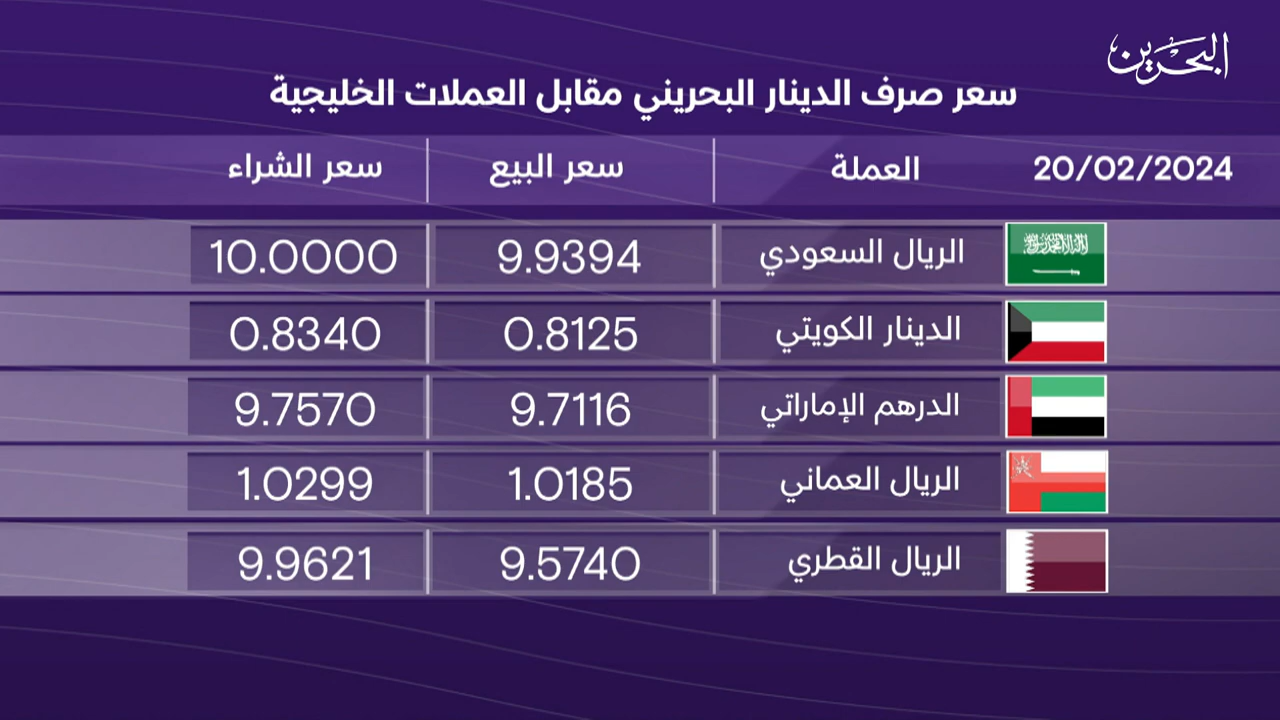 البحرين
سعر صرف الدينار البحريني مقابل العملات الخليجية
20/02/2024 العملة سعر البيع سعر الشراء
الريال السعودي 9.9394 10.0000
الدينار الكويتي 0.8125 0.8340
الدرهم الإماراتي 9.7116 9.7570
الريال العماني 1.0185 1.0299
الريال القطري 9.5740 9.9621